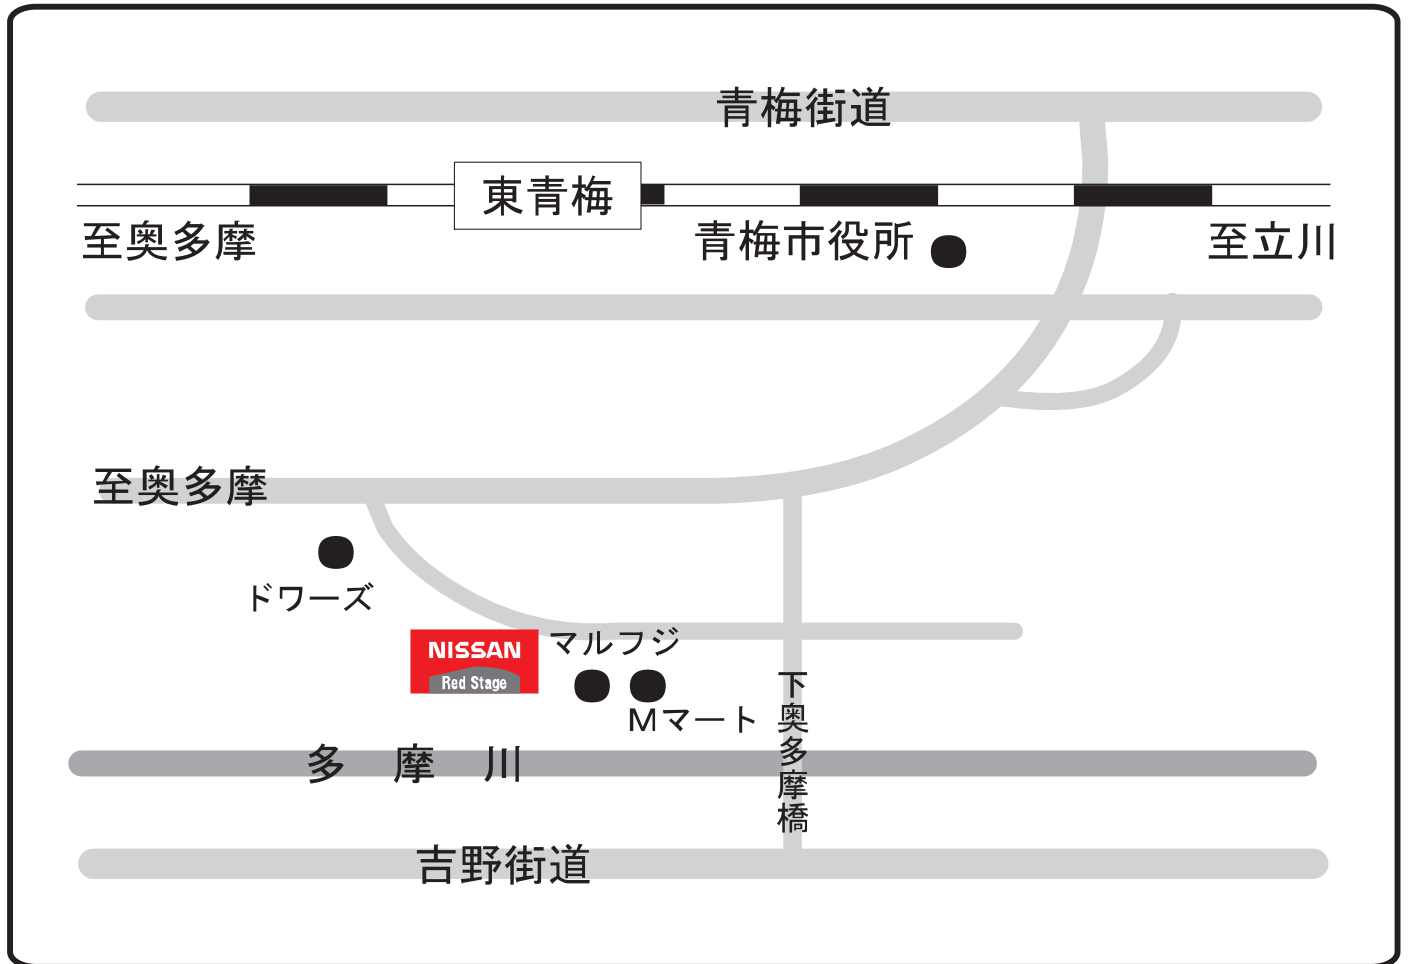 青梅街道
東青梅
至奥多摩
青梅市役所
至立川
至奥多摩
ドワーズ
NISSAN
Red Stage
マルフジ
Mマート
下奥多摩橋
多摩川
吉野街道